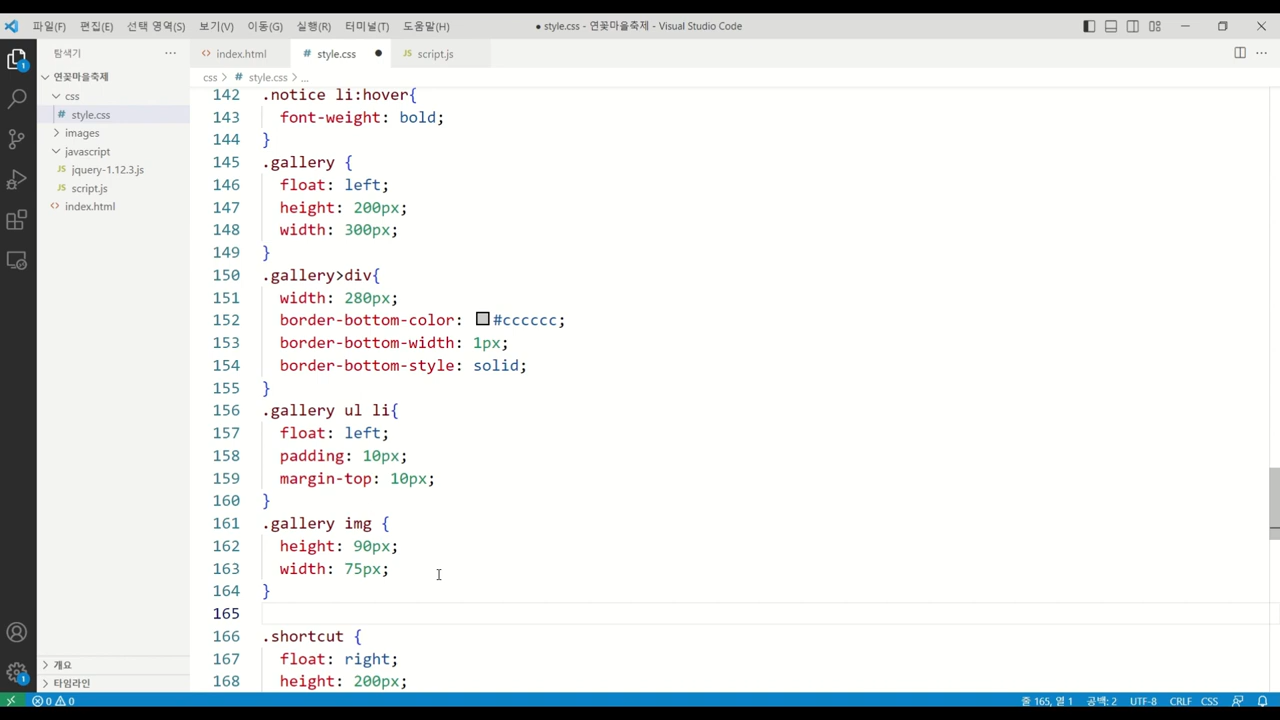 파일(F) 편집(E) 선택 영역(S) 보기(V) 이동(G) 실행(R) 터미널(T) 도움말(H) ● style.css - 연꽃마을축제 - Visual Studio Code
탐색기 ··· <> index.html # style.css ● JS script.js ···
연꽃마을축제
css > # style.css > ...
css
# style.css
images
javascript
JS jquery-1.12.3.js
JS script.js
<> index.html
142 .notice li:hover{
143 font-weight: bold;
144 }
145 .gallery {
146 float: left;
147 height: 200px;
148 width: 300px;
149 }
150 .gallery>div{
151 width: 280px;
152 border-bottom-color: #cccccc;
153 border-bottom-width: 1px;
154 border-bottom-style: solid;
155 }
156 .gallery ul li{
157 float: left;
158 padding: 10px;
159 margin-top: 10px;
160 }
161 .gallery img {
162 height: 90px;
163 width: 75px;
164 }
165
166 .shortcut {
167 float: right;
168 height: 200px;
1
1
개요
타임라인
0 0 줄 165, 열 1 공백: 2 UTF-8 CRLF CSS